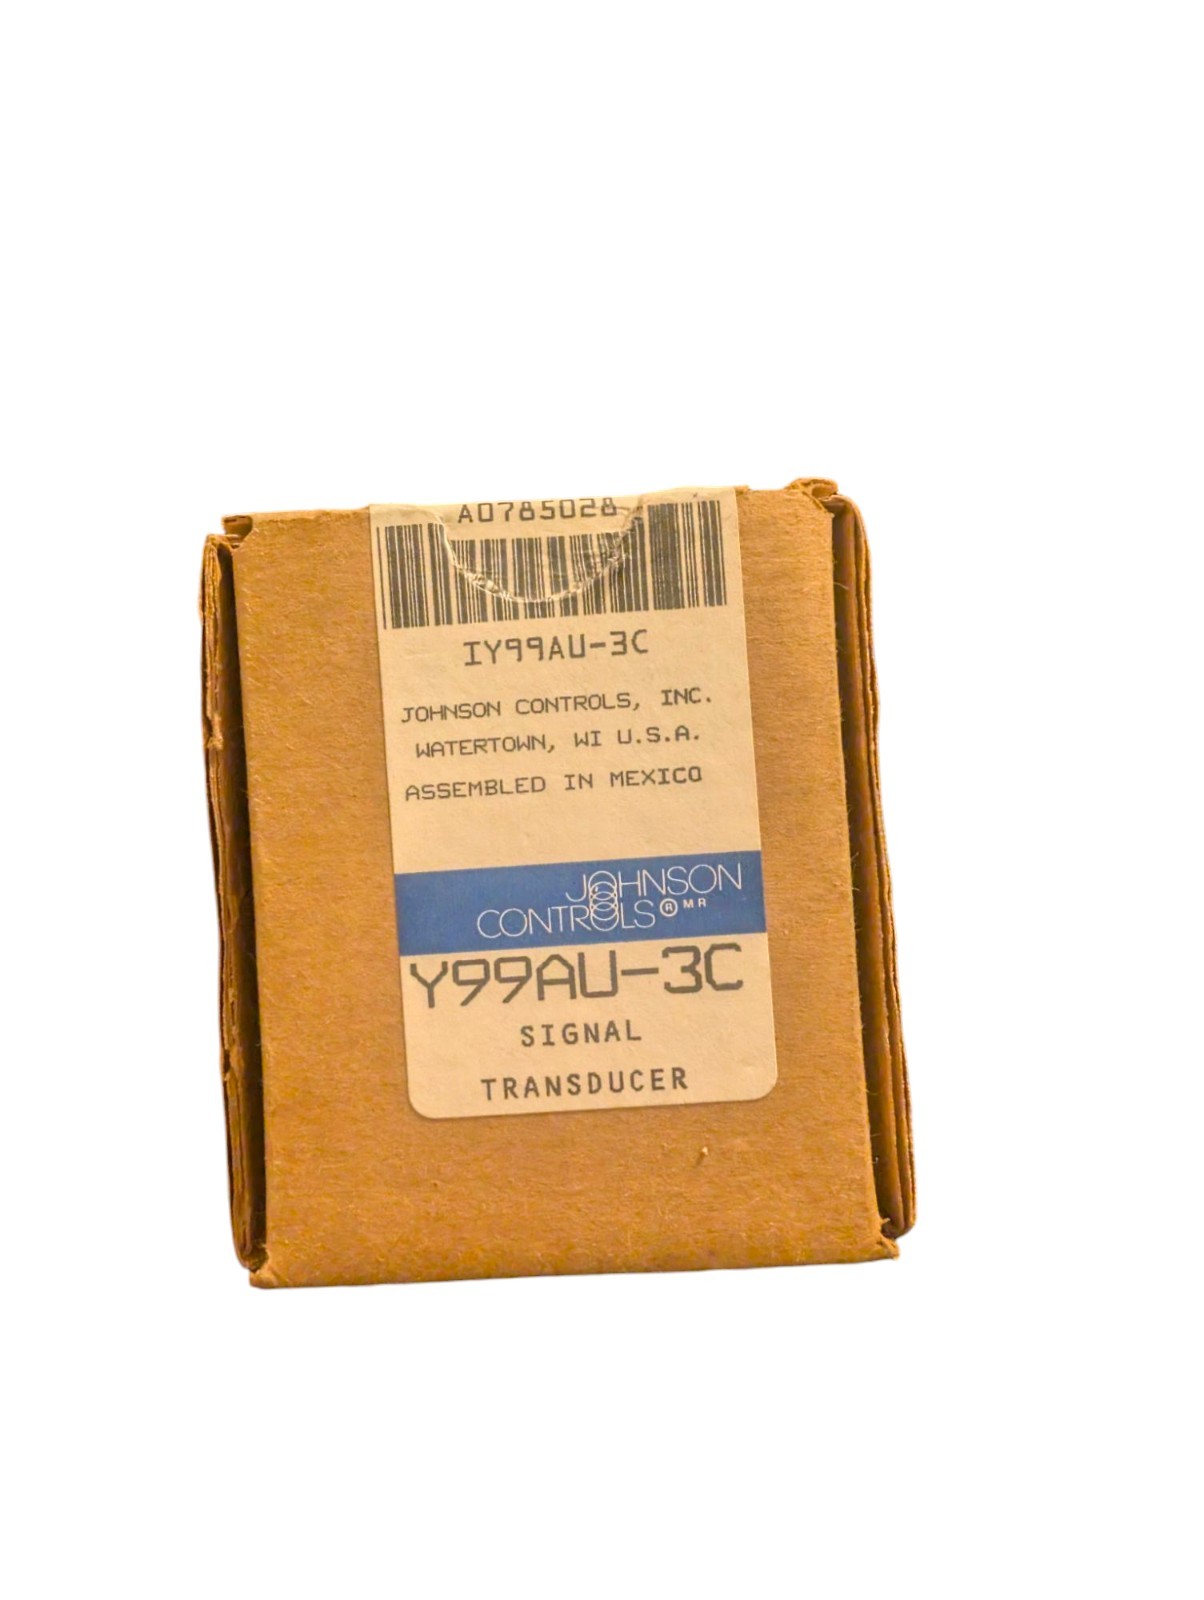 A0785028
IY99AU-3C
JOHNSON CONTROLS, INC.
WATERTOWN, WI U.S.A.
ASSEMBLED IN MEXICO
JOHNSON
CONTROLS® MR
Y99AU-3C
SIGNAL
TRANSDUCER